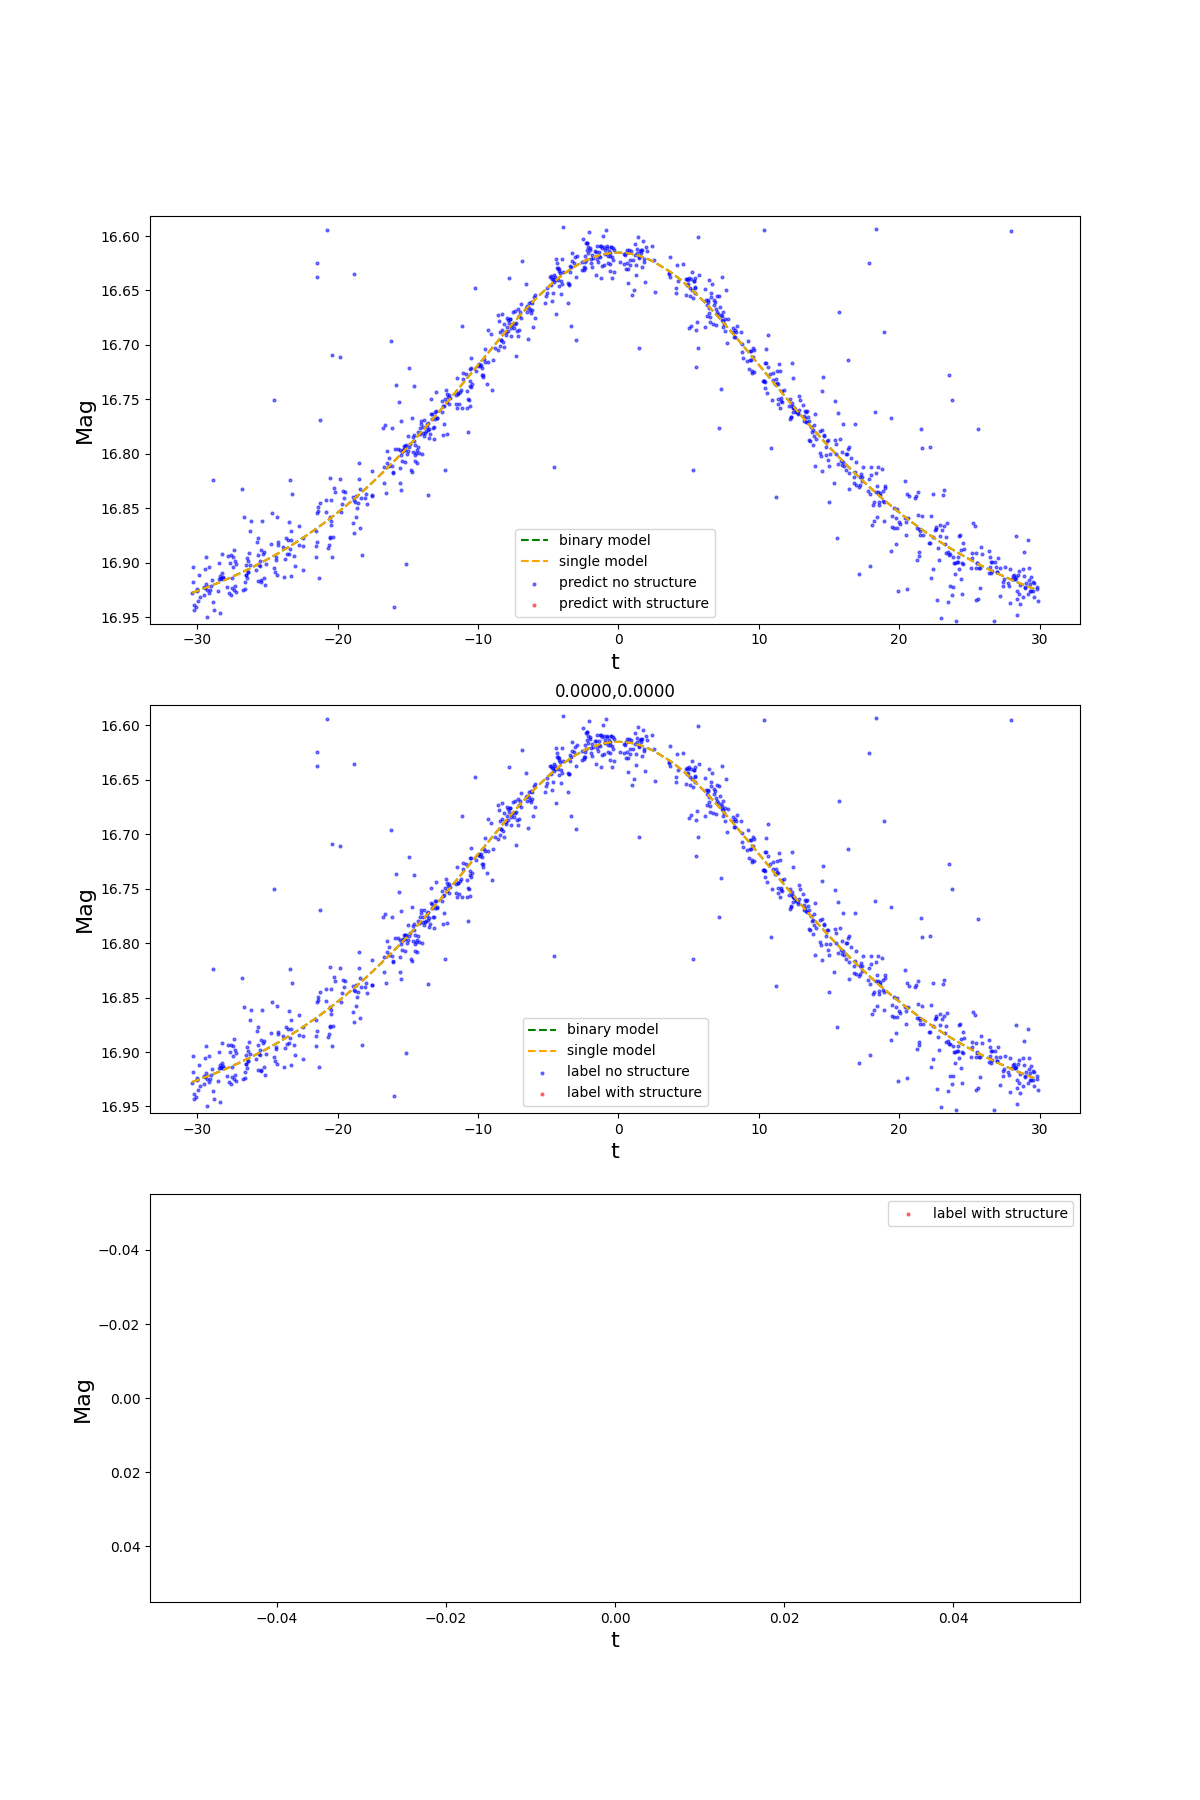 16.60
16.65
16.70
16.75
16.80
16.85
16.90
16.95
Mag
binary model
single model
predict no structure
predict with structure
−30 −20 −10 0 10 20 30
t
0.0000,0.0000
16.60
16.65
16.70
16.75
16.80
16.85
16.90
16.95
Mag
binary model
single model
label no structure
label with structure
−30 −20 −10 0 10 20 30
t
label with structure
−0.04
−0.02
0.00
0.02
0.04
Mag
−0.04 −0.02 0.00 0.02 0.04
t